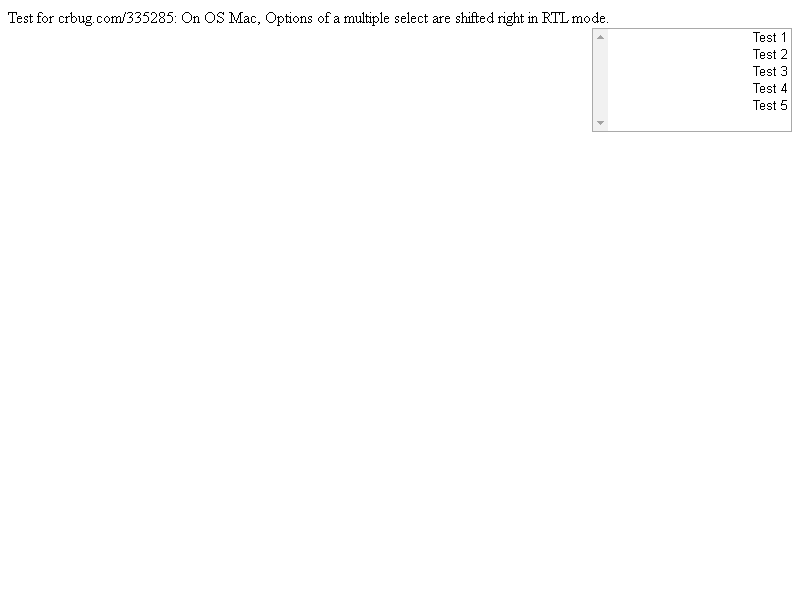 Test for crbug.com/335285: On OS Mac, Options of a multiple select are shifted right in RTL mode.
Test 1
Test 2
Test 3
Test 4
Test 5